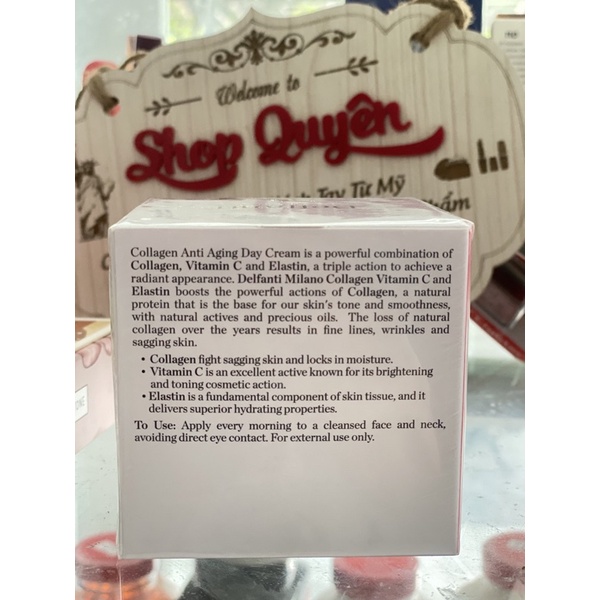 Welcome to
Shop Quyên
Tay Từ Mỹ
Collagen Anti Aging Day Cream is a powerful combination of
Collagen, Vitamin C and Elastin, a triple action to achieve a
radiant appearance. Delfanti Milano Collagen Vitamin C and
Elastin boosts the powerful actions of Collagen, a natural
protein that is the base for our skin's tone and smoothness,
with natural actives and precious oils. The loss of natural
collagen over the years results in fine lines, wrinkles and
sagging skin.
• Collagen fight sagging skin and locks in moisture.
• Vitamin C is an excellent active known for its brightening
and toning cosmetic action.
• Elastin is a fundamental component of skin tissue, and it
delivers superior hydrating properties.
To Use: Apply every morning to a cleansed face and neck,
avoiding direct eye contact. For external use only.